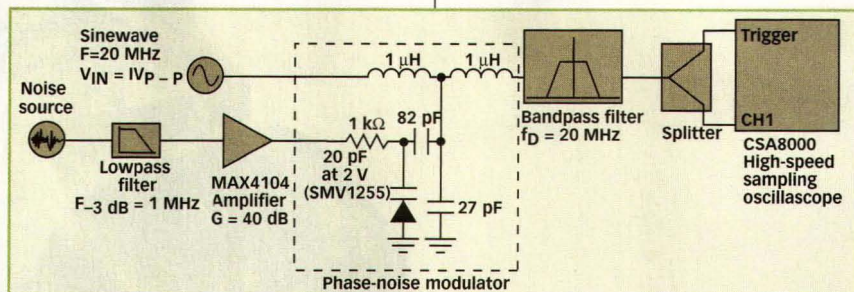 Sinewave
F=20 MHz
VIN = IVP – P
Noise
source
Lowpass
filter
F–3 dB = 1 MHz
MAX4104
Amplifier
G = 40 dB
1 µH
1 µH
1 kΩ
82 pF
20 pF
at 2 V
(SMV1255)
27 pF
Phase-noise modulator
Bandpass filter
fD = 20 MHz
Splitter
Trigger
CH1
CSA8000
High-speed
sampling
oscillascope